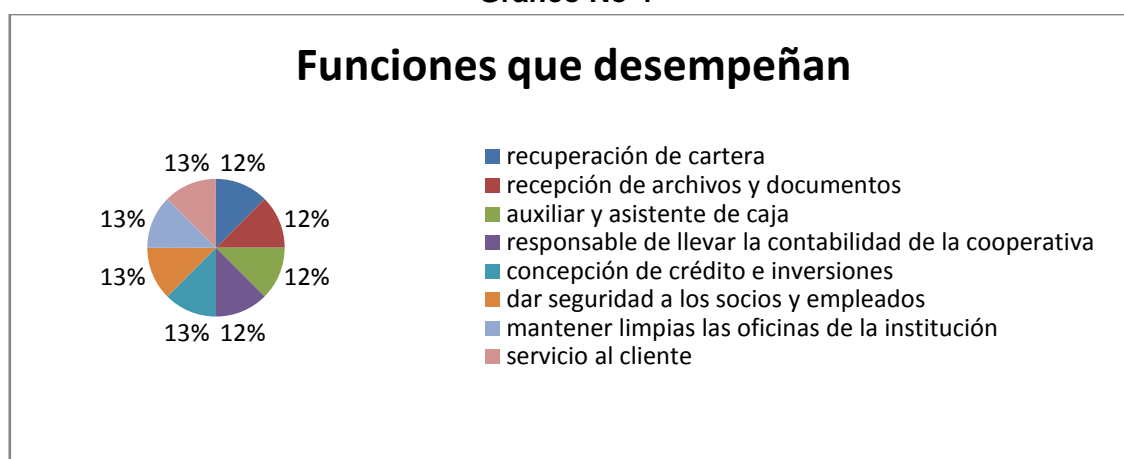 Funciones que desempeñan
13% 12%
13% 12%
13% 12%
13% 12%
recuperación de cartera
recepción de archivos y documentos
auxiliar y asistente de caja
responsable de llevar la contabilidad de la cooperativa
concepción de crédito e inversiones
dar seguridad a los socios y empleados
mantener limpias las oficinas de la institución
servicio al cliente